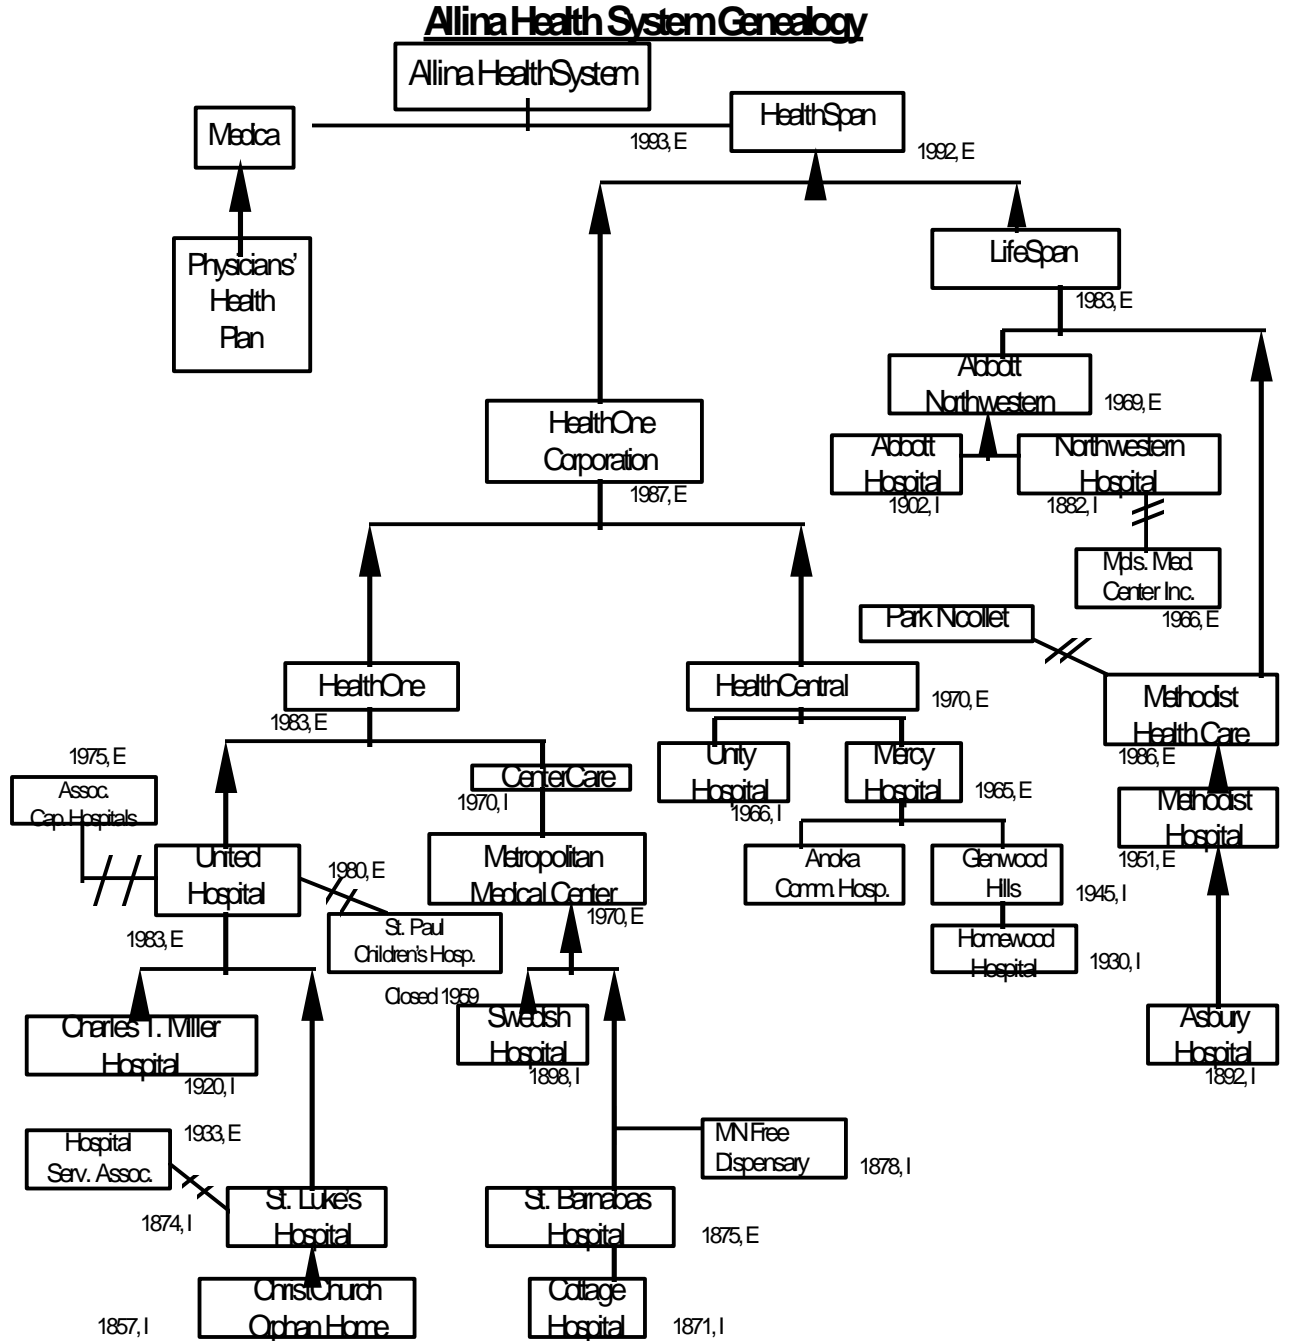 Allina Health System Genealogy
Allina HealthSystem
HealthSpan
Medica
1993, E
1992, E
LifeSpan
Physicians'
Health
Plan
1983, E
Abbott
Northwestern
1969, E
HealthOne
Corporation
1987, E
Abbott
Hospital
1902, I
Northwestern
Hospital
1882, I
Mpls. Med.
Center Inc.
1966, E
Park Nicollet
HealthOne
1983, E
HealthCentral
1970, E
Methodist
Health Care
1986, E
1975, E
Assoc.
Cap. Hospitals
CenterCare
1970, I
Unity
Hospital
1966, I
Mercy
Hospital
1965, E
Methodist
Hospital
1951, E
United
Hospital
1983, E
1980, E
Metropolitan
Medical Center
1970, E
Anoka
Comm. Hosp.
Glenwood
Hills
1945, I
St. Paul
Children's Hosp.
Homewood
Hospital
1930, I
Closed 1959
Charles T. Miller
Hospital
1920, I
Swedish
Hospital
1898, I
Asbury
Hospital
1892, I
Hospital
Serv. Assoc.
1933, E
MN Free
Dispensary
1878, I
1874, I
St. Luke's
Hospital
St. Barnabas
Hospital
1875, E
ChristChurch
Orphan Home
1857, I
Cottage
Hospital
1871, I